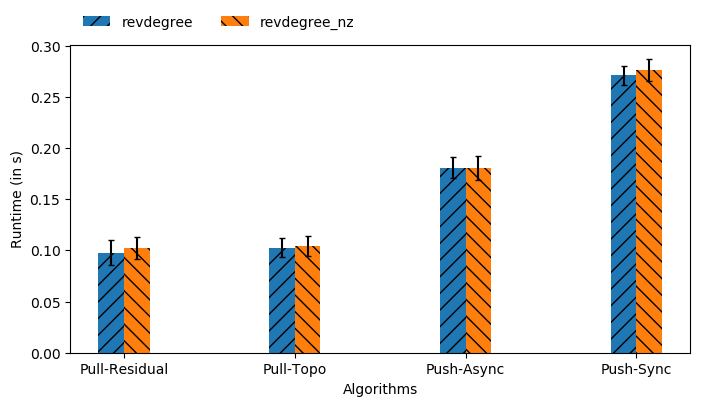 revdegree revdegree_nz
0.30
0.25
0.20
0.15
0.10
0.05
0.00
Runtime (in s)
Pull-Residual Pull-Topo Push-Async Push-Sync
Algorithms